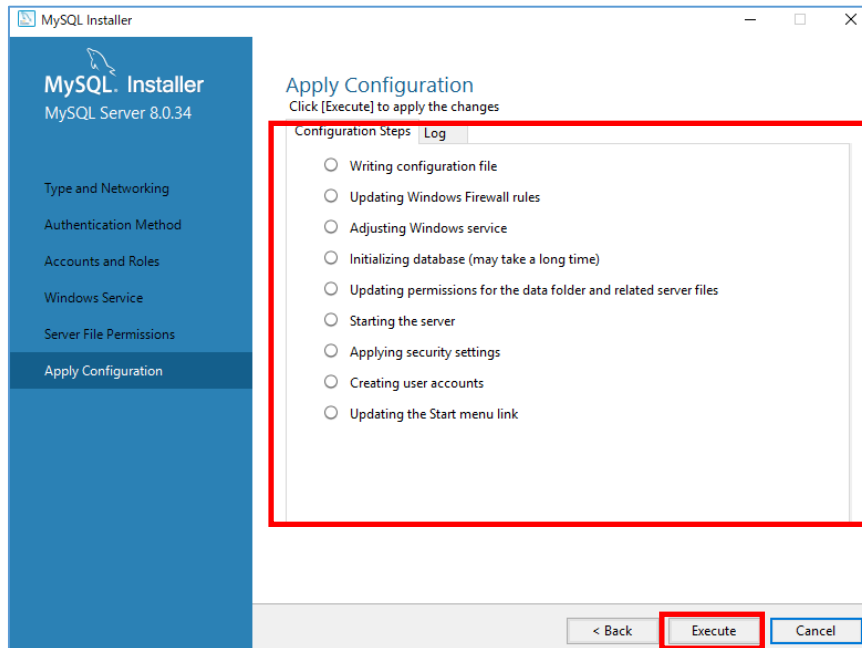 MySQL Installer
MySQL. Installer
MySQL Server 8.0.34
Type and Networking
Authentication Method
Accounts and Roles
Windows Service
Server File Permissions
Apply Configuration
Apply Configuration
Click [Execute] to apply the changes
Configuration Steps Log
Writing configuration file
Updating Windows Firewall rules
Adjusting Windows service
Initializing database (may take a long time)
Updating permissions for the data folder and related server files
Starting the server
Applying security settings
Creating user accounts
Updating the Start menu link
< Back Execute Cancel